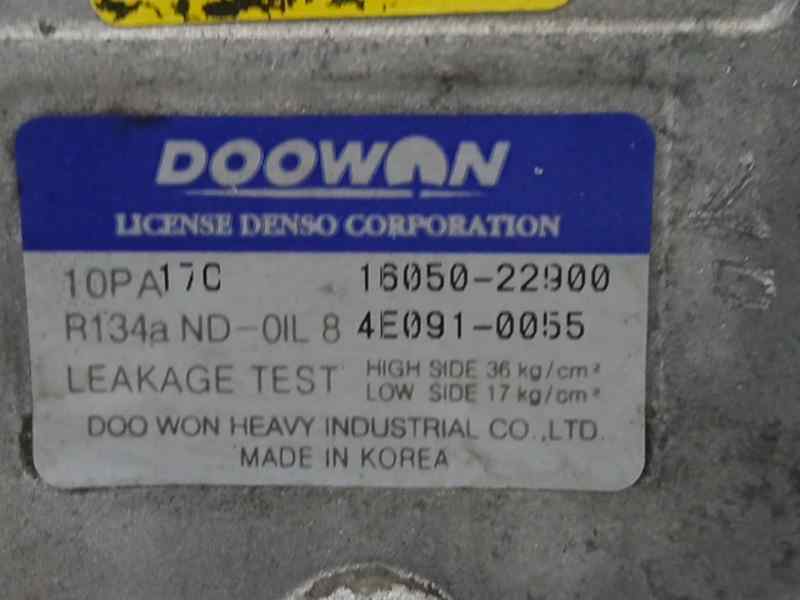 DOOWON
LICENSE DENSO CORPORATION
10PA17C 16050-22900
R134a ND-OIL 8 4E091-0055
LEAKAGE TEST HIGH SIDE 36 kg/cm²
LOW SIDE 17 kg/cm²
DOO WON HEAVY INDUSTRIAL CO.,LTD.
MADE IN KOREA